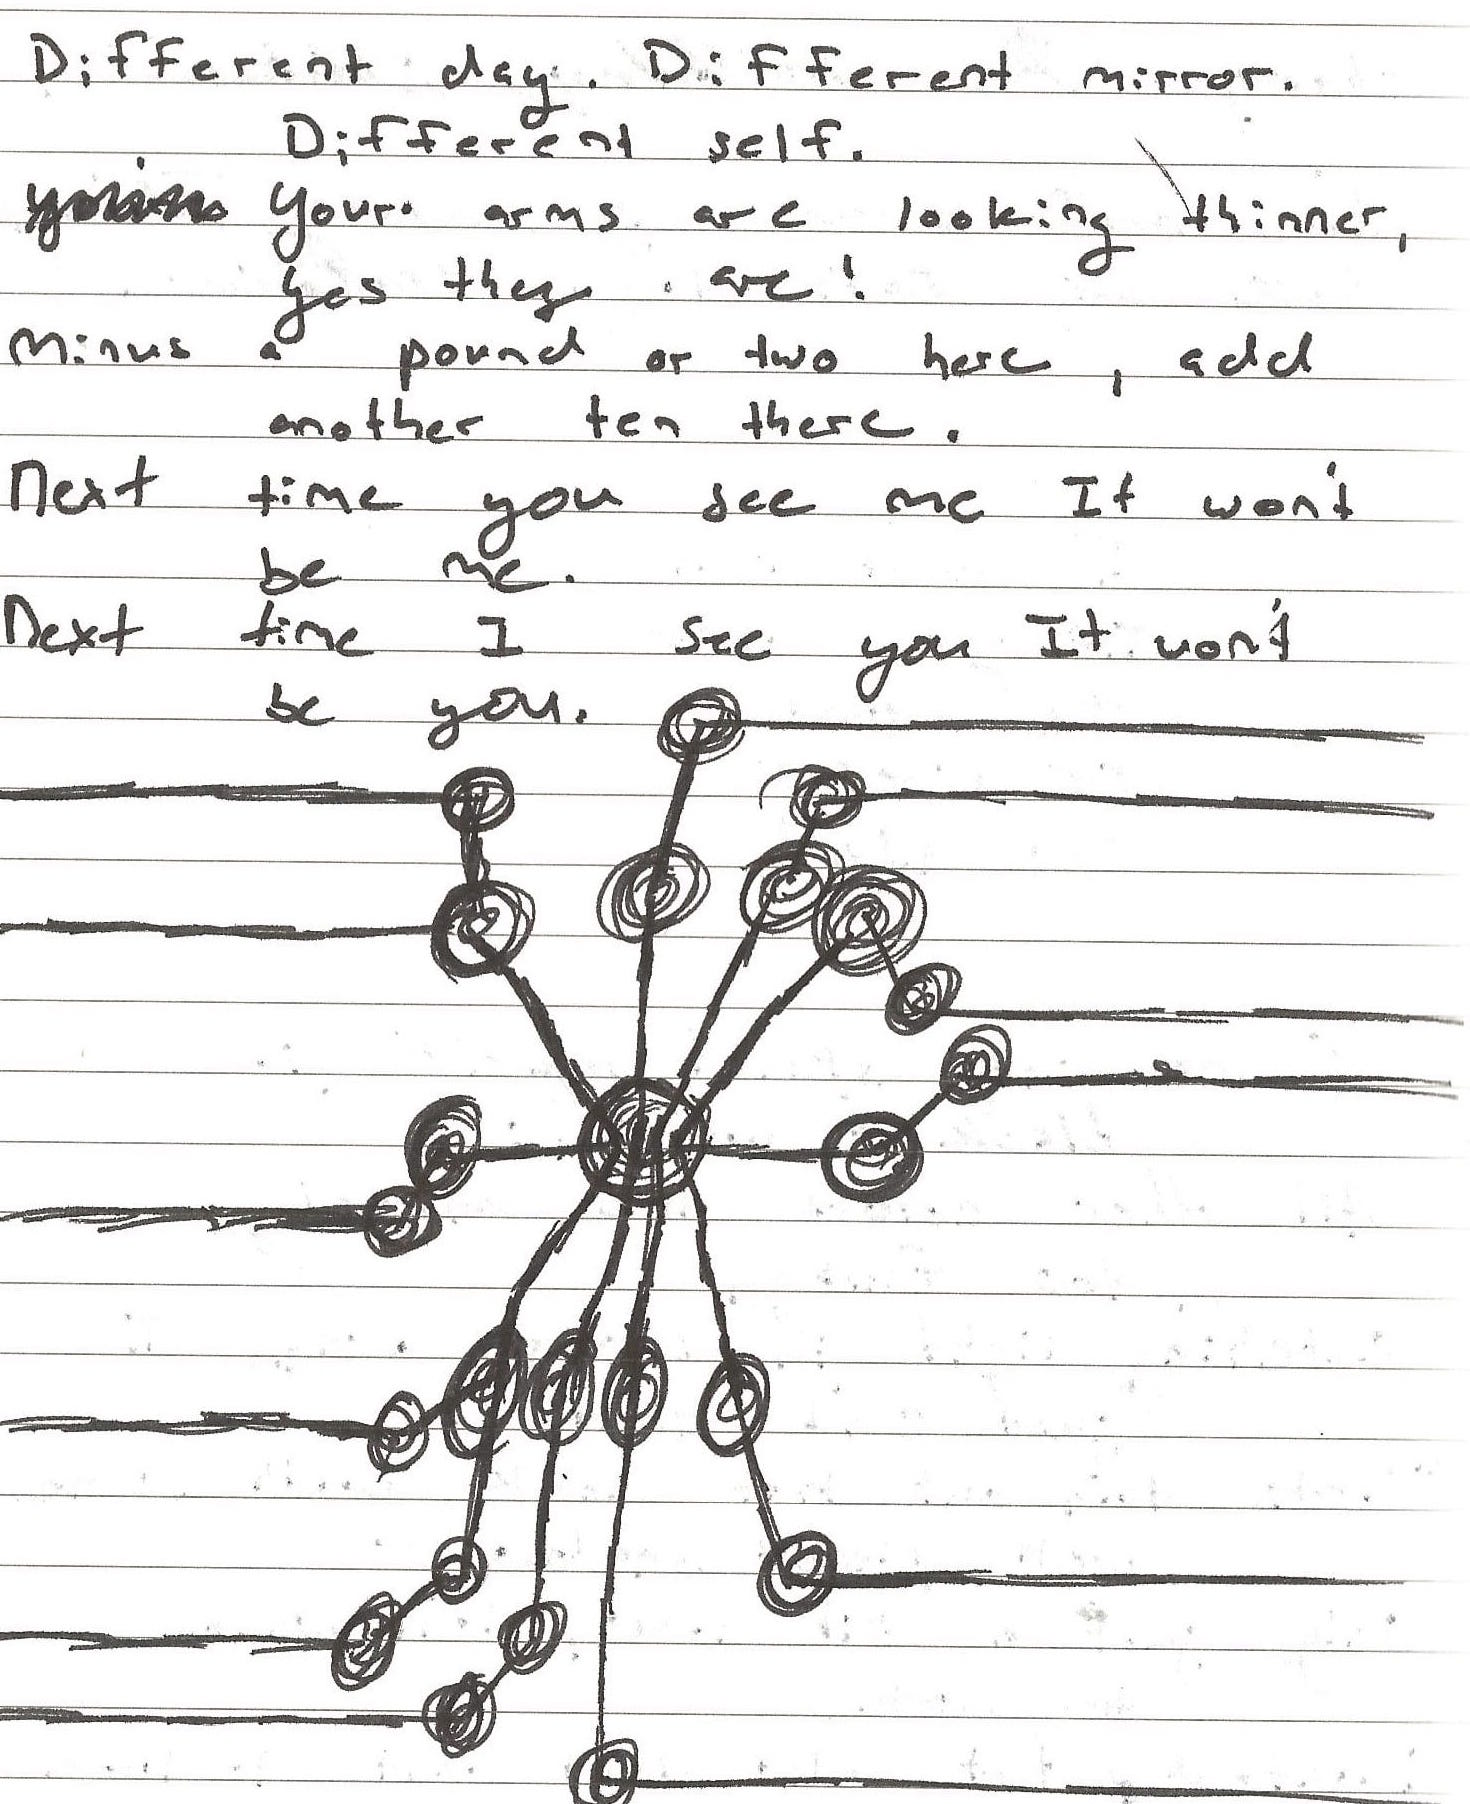 Different day. Different mirror.
Different self.
Your arms are looking thinner,
Yes they are!
Minus a pound or two here, add
another ten there.
Next time you see me It won't
be me.
Next time I see you It won't
be you.